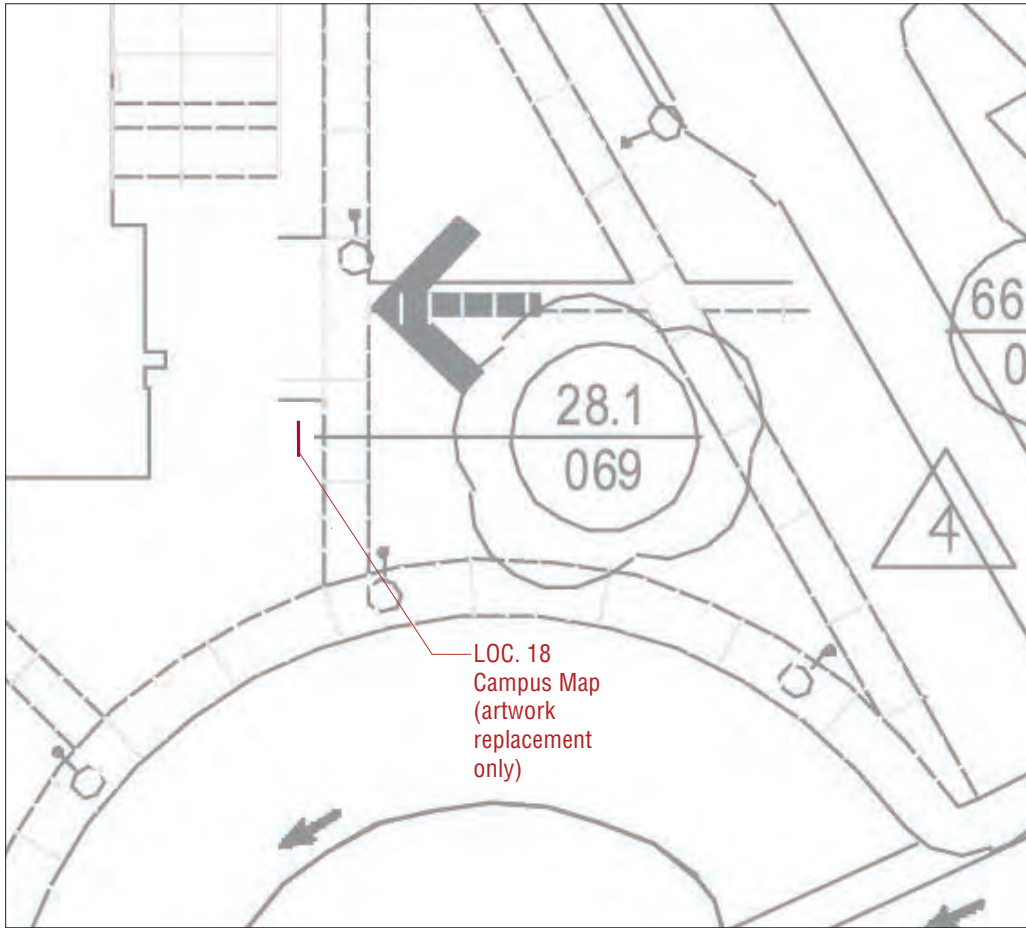 66
0
28.1
069
4
LOC. 18
Campus Map
(artwork
replacement
only)